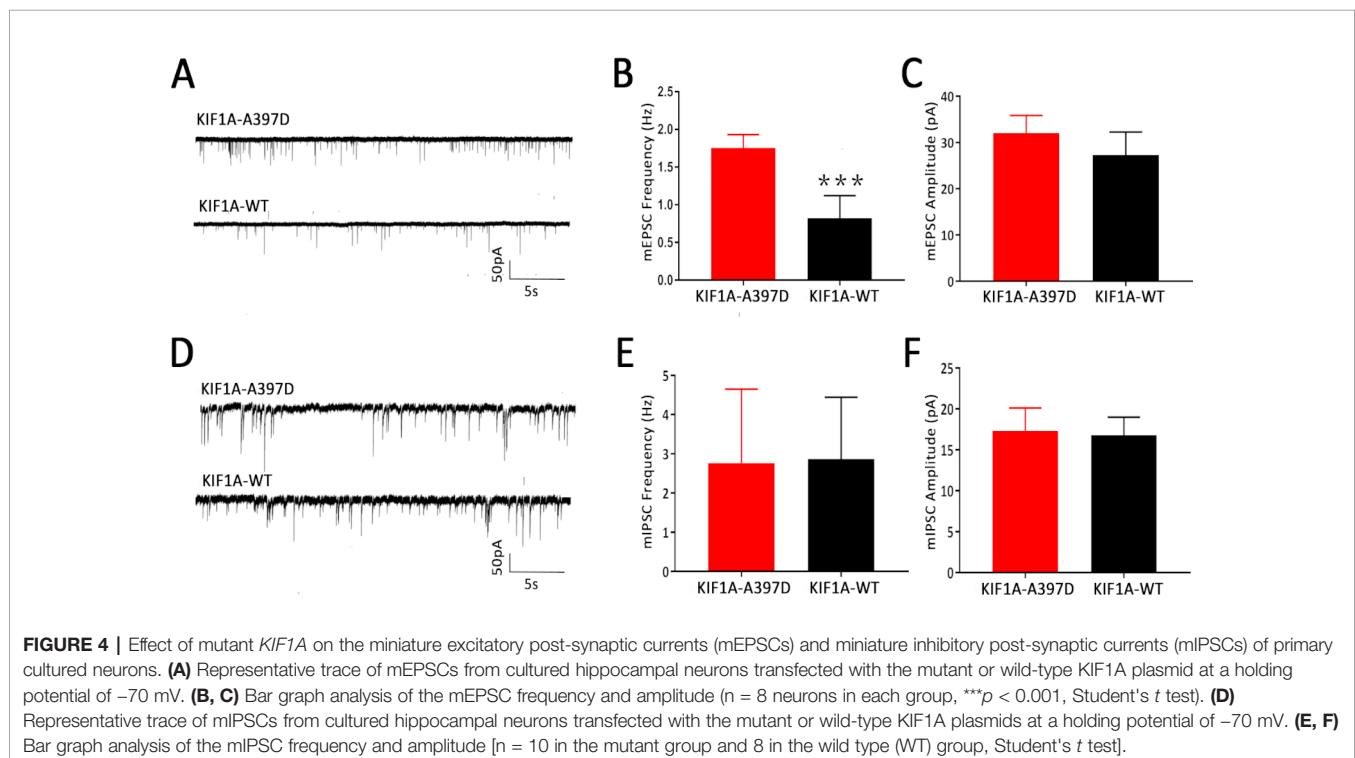 A
KIF1A-A397D
KIF1A-WT
50pA
5s
B
mEPSC Frequency (Hz)
2.5
2.0
1.5
1.0
0.5
0.0
***
KIF1A-A397D KIF1A-WT
C
mEPSC Amplitude (pA)
40
30
20
10
0
KIF1A-A397D KIF1A-WT
D
KIF1A-A397D
KIF1A-WT
50pA
5s
E
mIPSC Frequency (Hz)
5
4
3
2
1
0
KIF1A-A397D KIF1A-WT
F
mIPSC Amplitude (pA)
25
20
15
10
5
0
KIF1A-A397D KIF1A-WT
FIGURE 4 | Effect of mutant KIF1A on the miniature excitatory post-synaptic currents (mEPSCs) and miniature inhibitory post-synaptic currents (mIPSCs) of primary
cultured neurons. (A) Representative trace of mEPSCs from cultured hippocampal neurons transfected with the mutant or wild-type KIF1A plasmid at a holding
potential of −70 mV. (B, C) Bar graph analysis of the mEPSC frequency and amplitude (n = 8 neurons in each group, ***p < 0.001, Student's t test). (D)
Representative trace of mIPSCs from cultured hippocampal neurons transfected with the mutant or wild-type KIF1A plasmids at a holding potential of −70 mV. (E, F)
Bar graph analysis of the mIPSC frequency and amplitude [n = 10 in the mutant group and 8 in the wild type (WT) group, Student's t test].